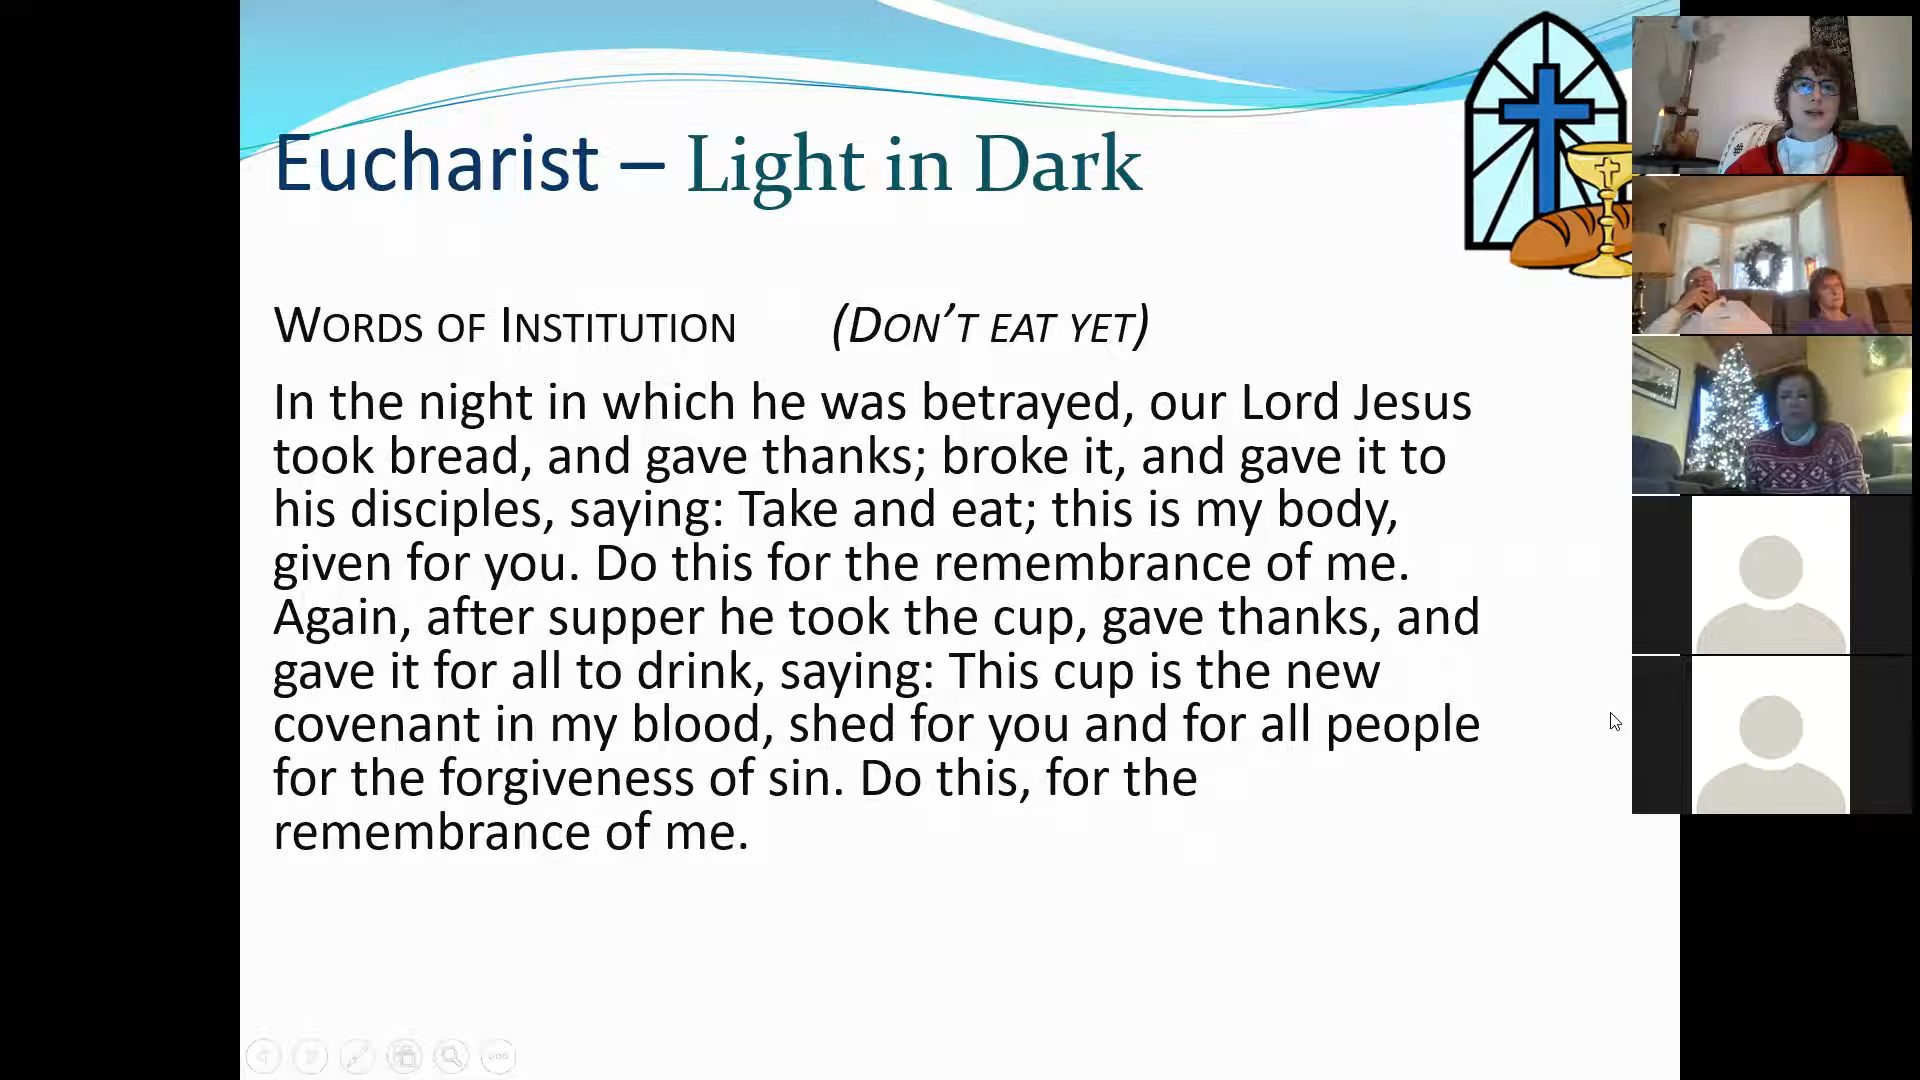 Eucharist – Light in Dark
Words of Institution (Don’t eat yet)
In the night in which he was betrayed, our Lord Jesus
took bread, and gave thanks; broke it, and gave it to
his disciples, saying: Take and eat; this is my body,
given for you. Do this for the remembrance of me.
Again, after supper he took the cup, gave thanks, and
gave it for all to drink, saying: This cup is the new
covenant in my blood, shed for you and for all people
for the forgiveness of sin. Do this, for the
remembrance of me.